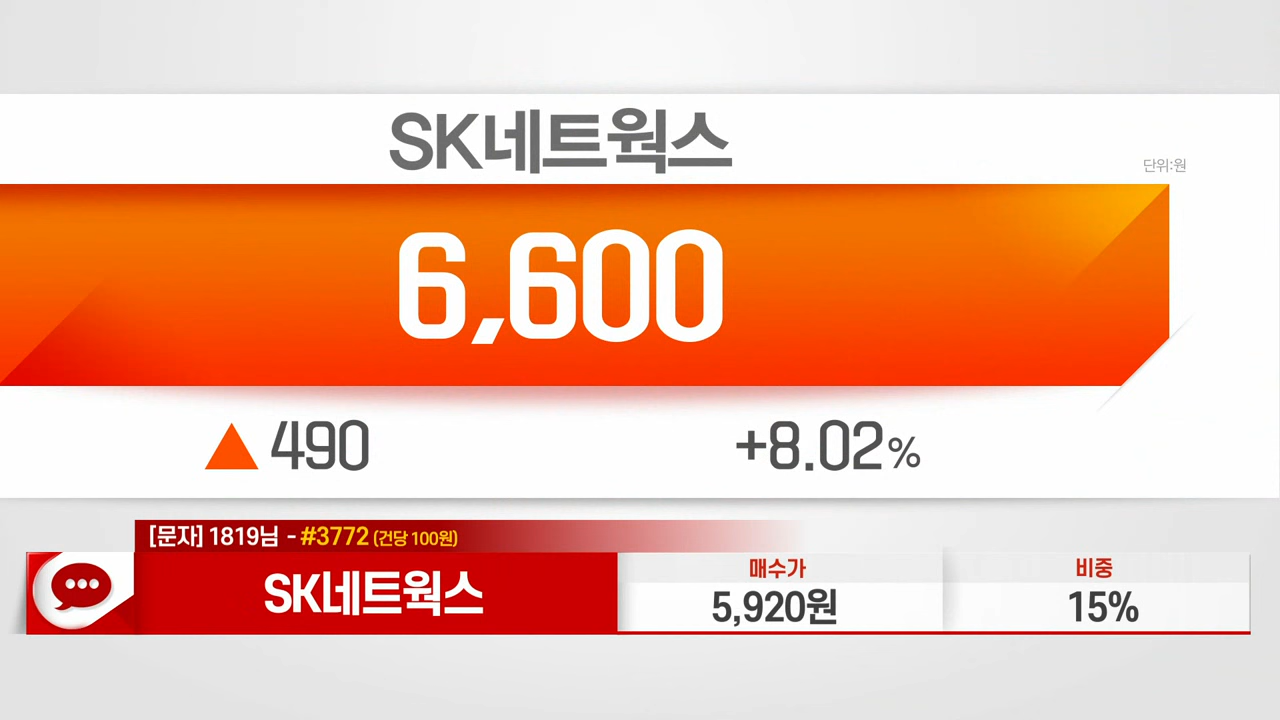 SK네트웍스
단위:원
6,600
▲490 +8.02%
[문자] 1819님 - #3772 (건당 100원)
SK네트웍스
매수가 비중
5,920원 15%